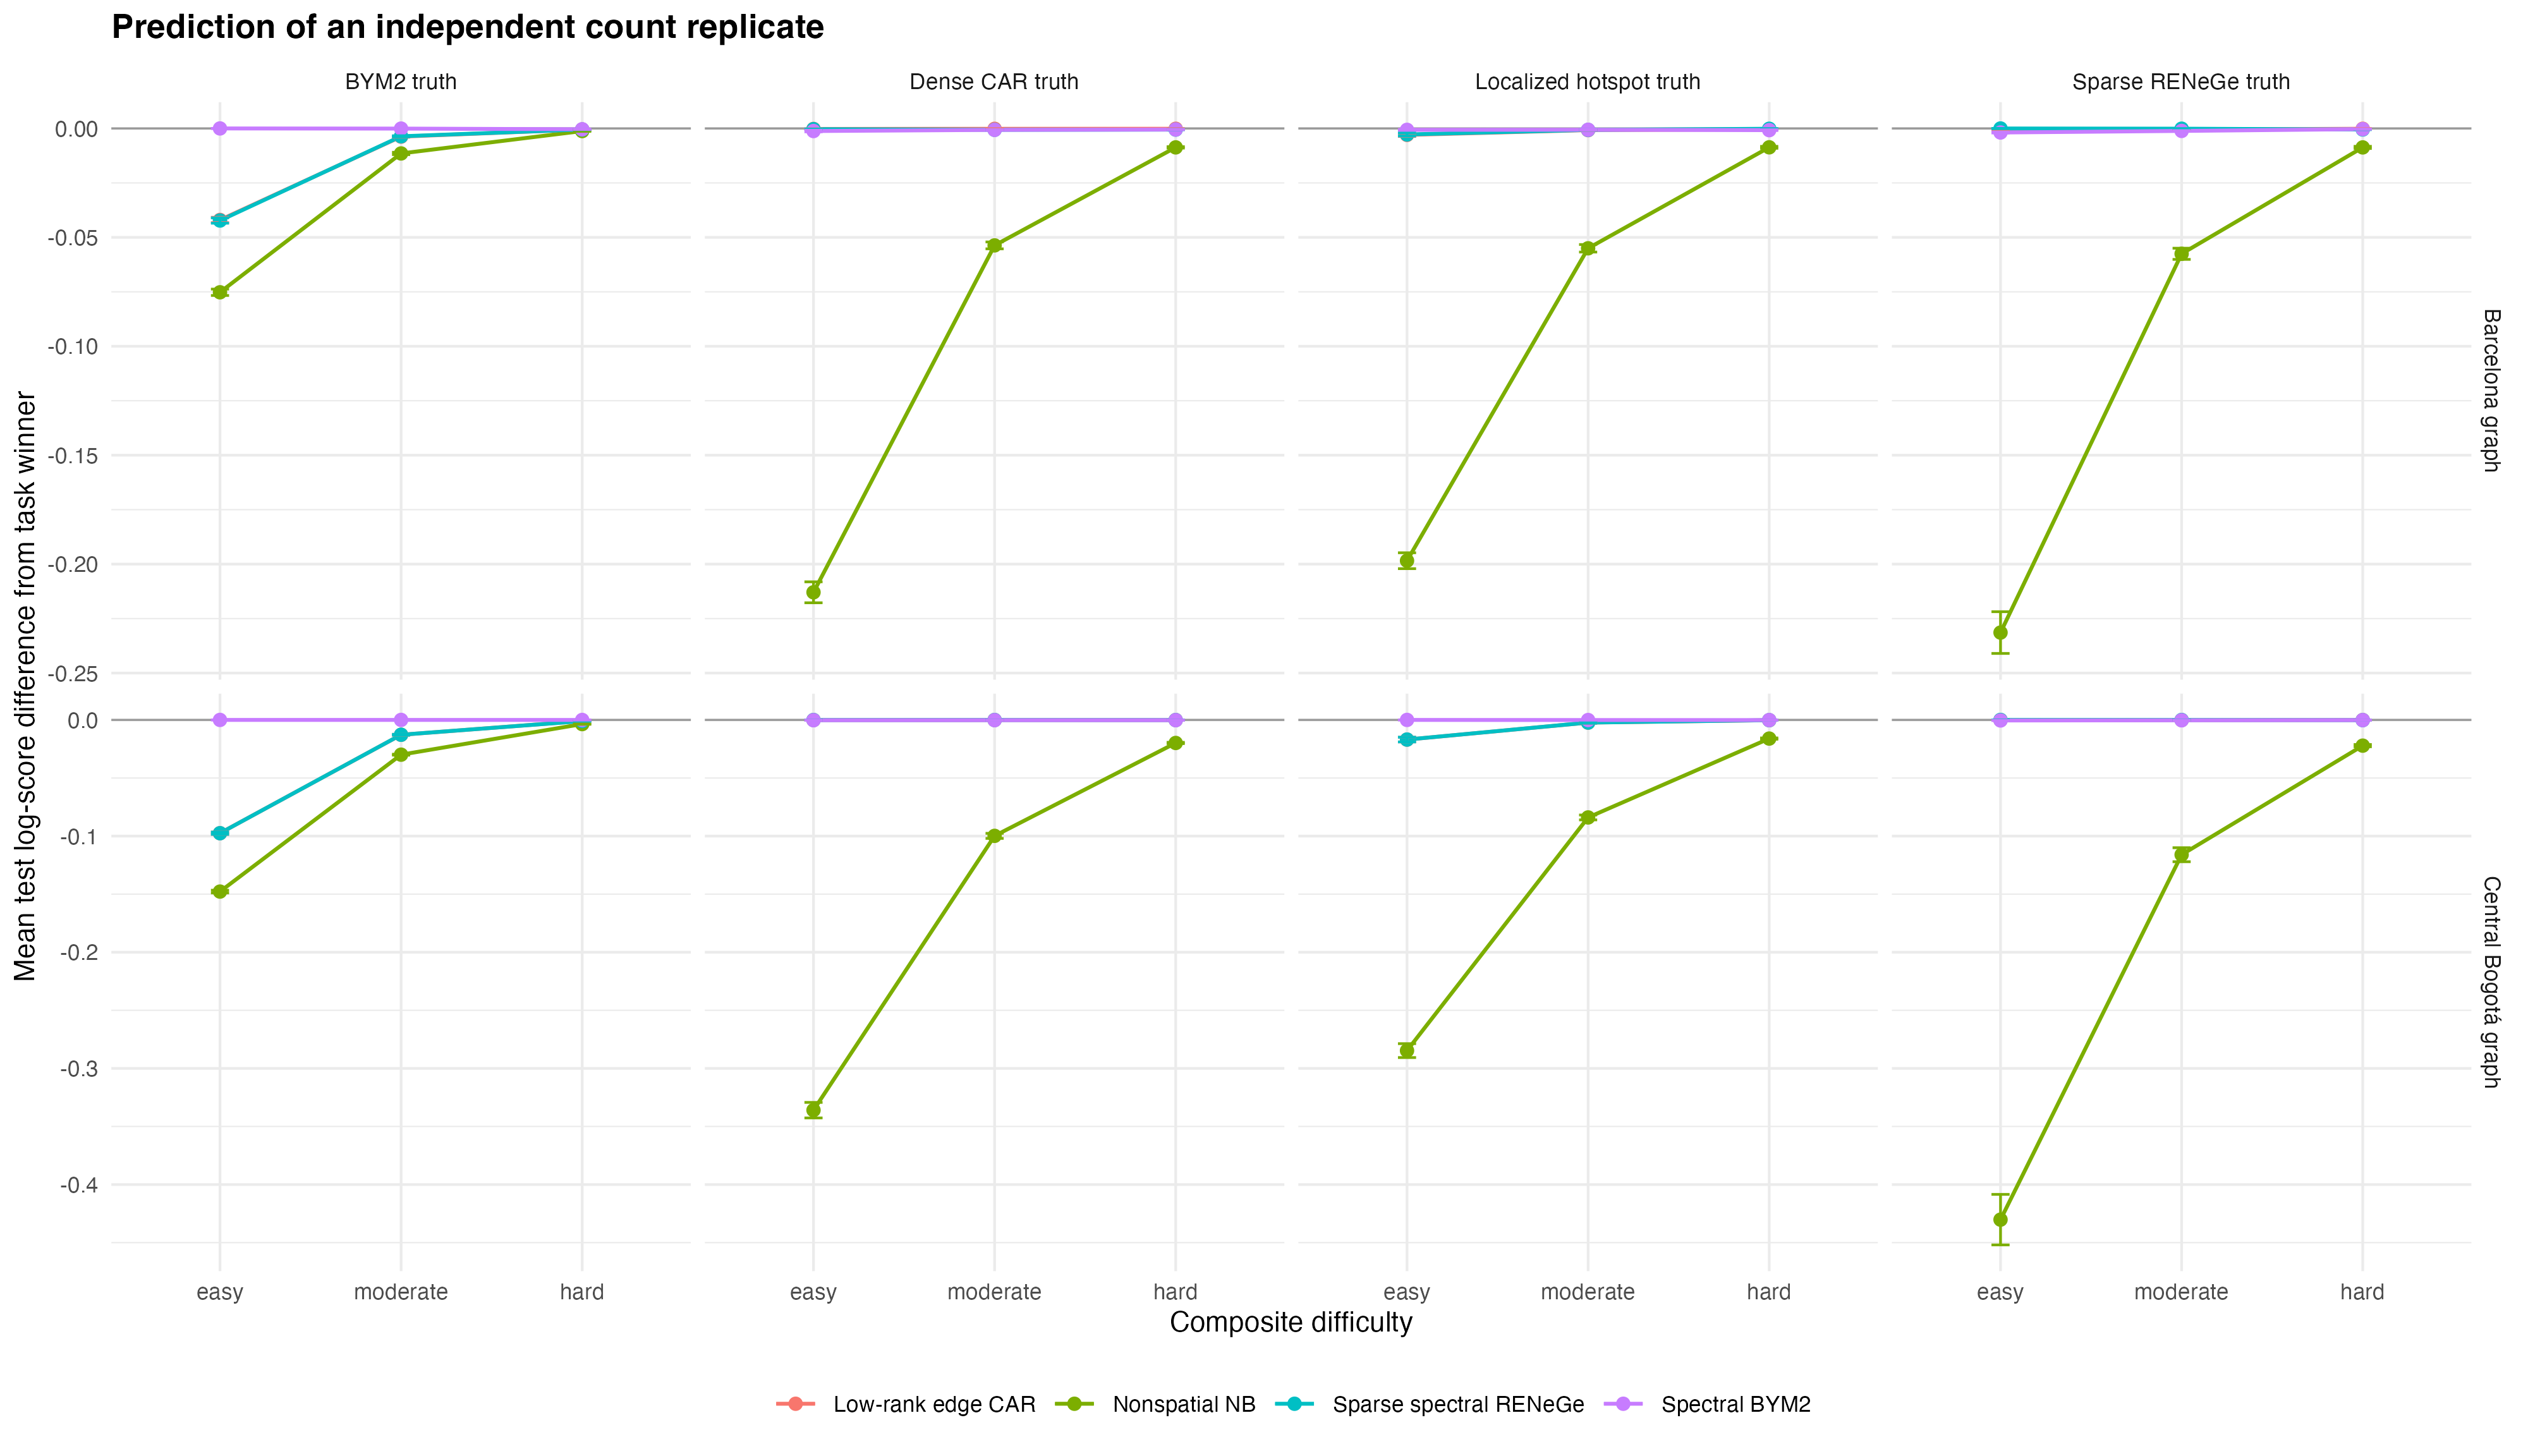 Prediction of an independent count replicate
BYM2 truth
Dense CAR truth
Localized hotspot truth
Sparse RENeGe truth
Mean test log-score difference from task winner
0.00
-0.05
-0.10
-0.15
-0.20
-0.25
Barcelona graph
0.0
-0.1
-0.2
-0.3
-0.4
Central Bogotá graph
easy moderate hard
easy moderate hard
easy moderate hard
easy moderate hard
Composite difficulty
Low-rank edge CAR Nonspatial NB Sparse spectral RENeGe Spectral BYM2